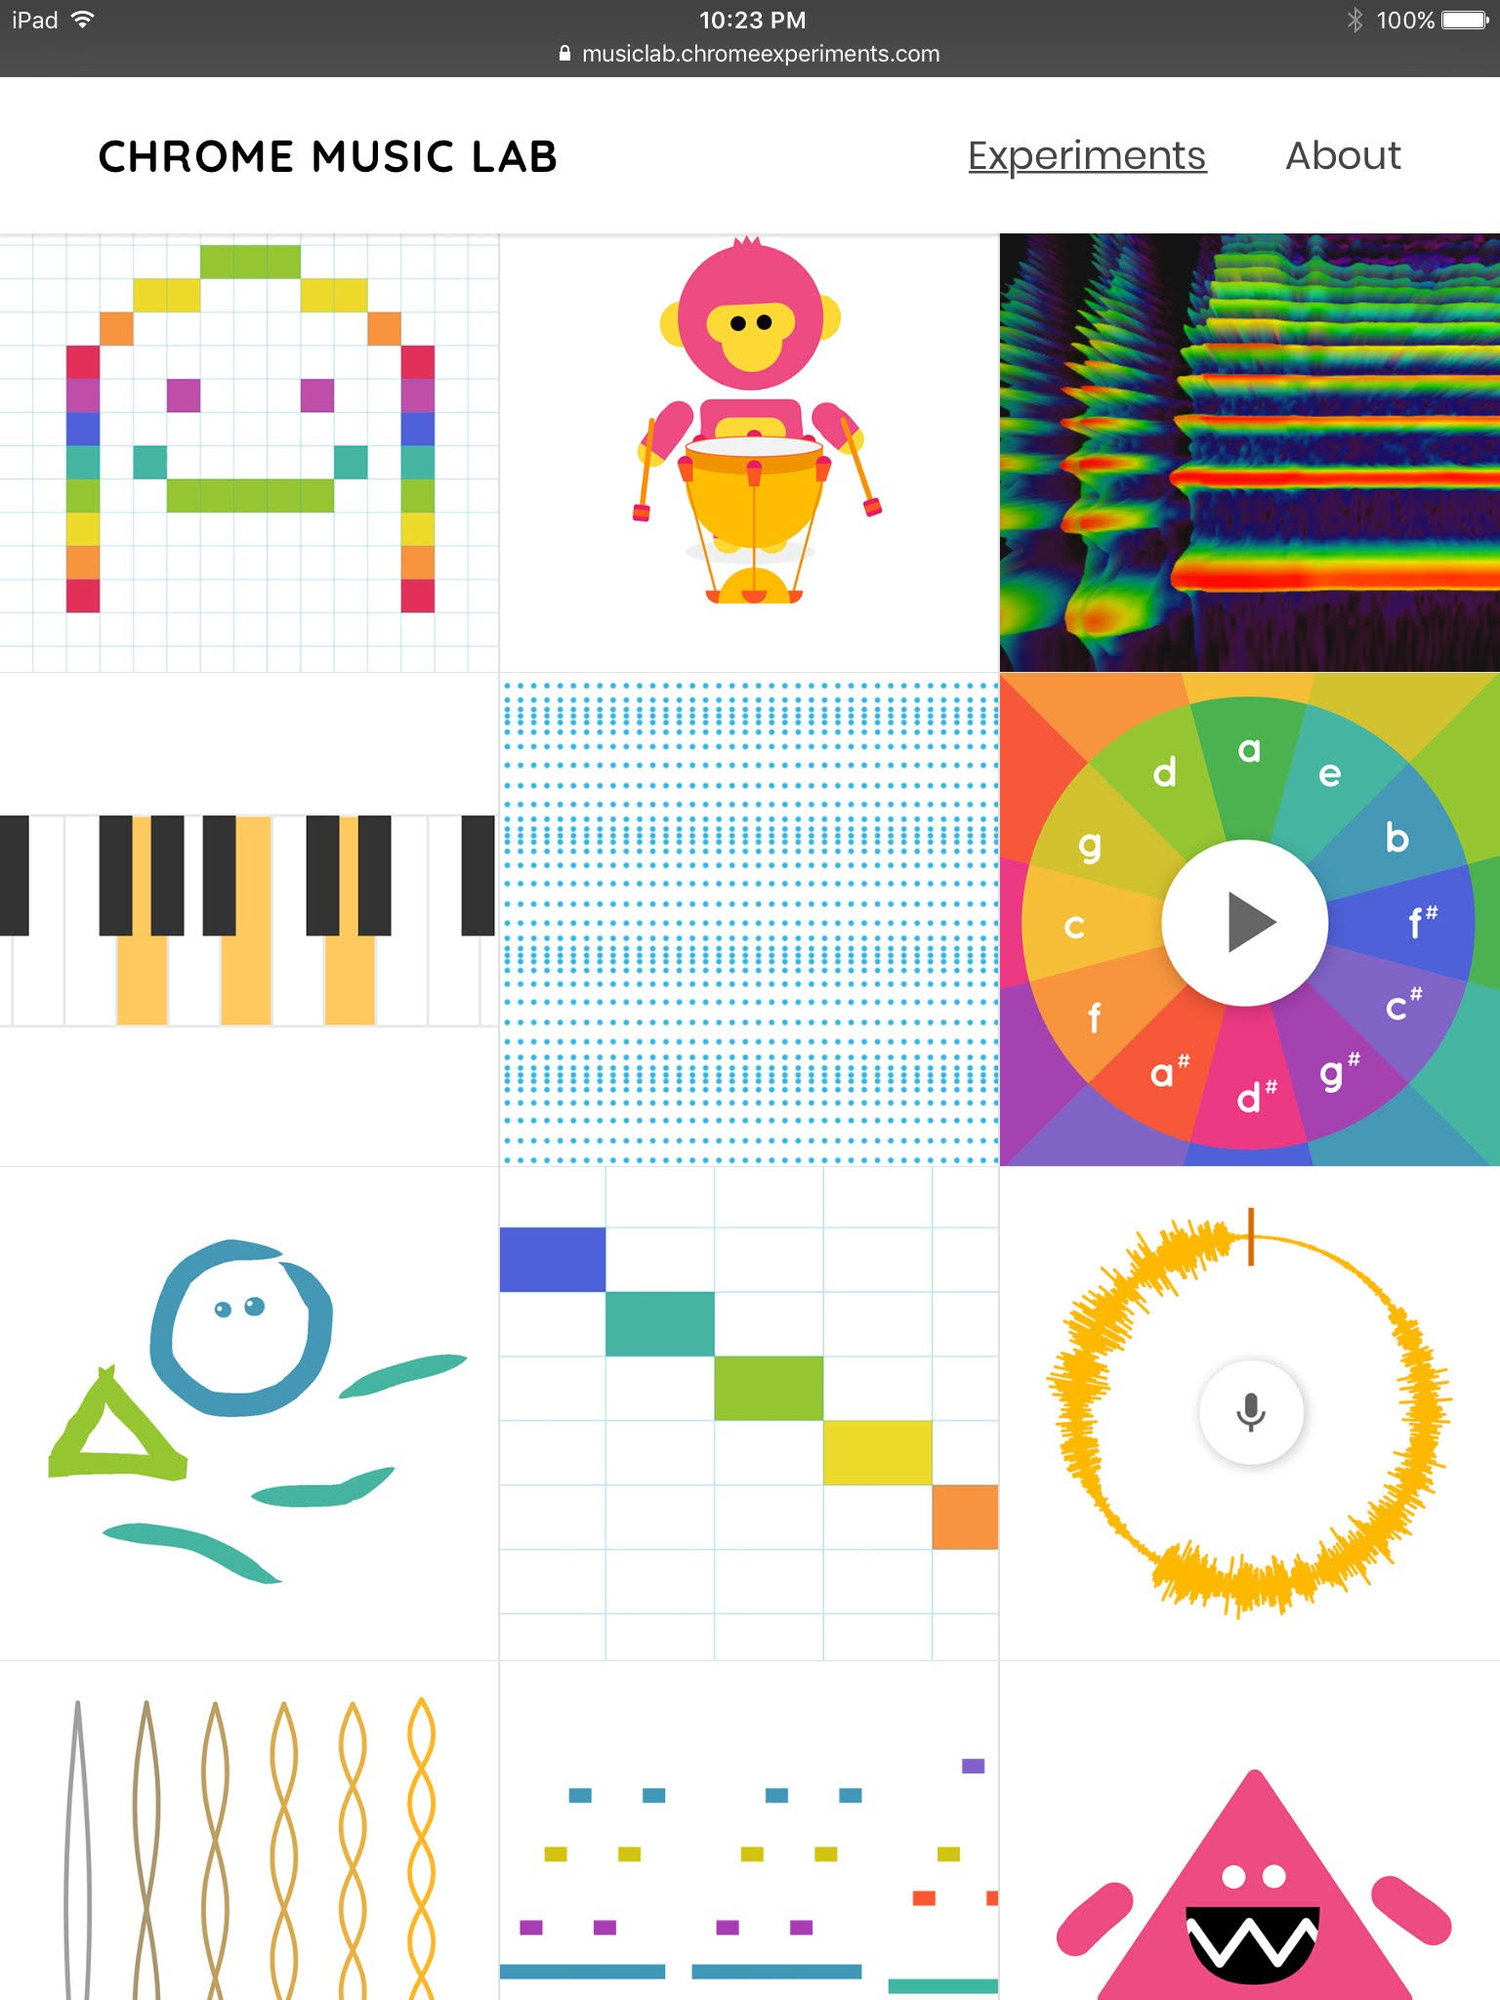 iPad 10:23 PM 100%
musiclab.chromeexperiments.com
CHROME MUSIC LAB Experiments About
a
d e
g b
c f#
f c#
a# g#
d#